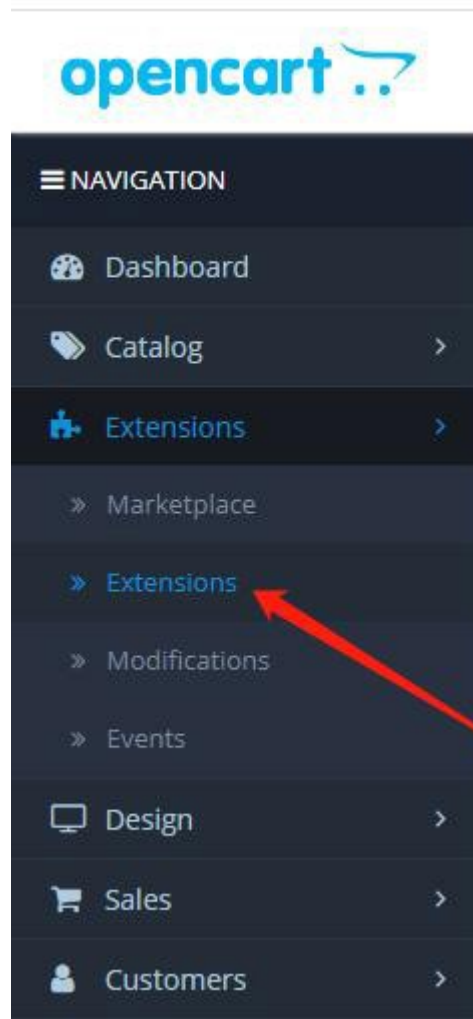 opencart
NAVIGATION
Dashboard
Catalog
Extensions
Marketplace
Extensions
Modifications
Events
Design
Sales
Customers